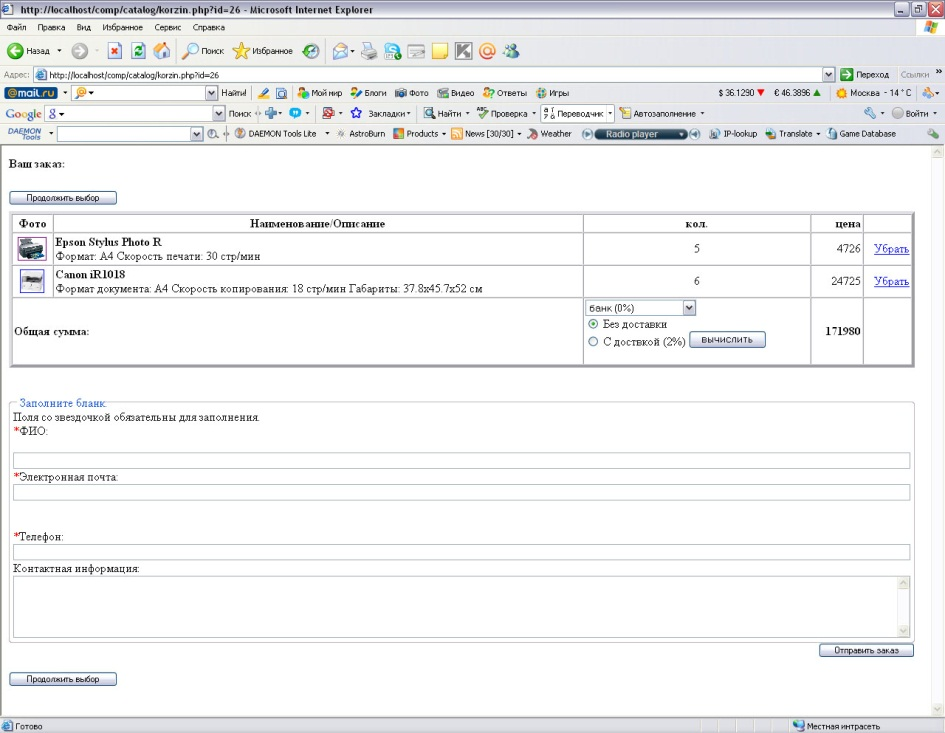 http://localhost/comp/catalog/korzin.php?id=26 - Microsoft Internet Explorer
Файл Правка Вид Избранное Сервис Справка
Назад Поиск Избранное
Адрес: http://localhost/comp/catalog/korzin.php?id=26 Переход Ссылки »
@mail.ru Найти! Мой мир Блоги Фото Видео Ответы Игры $ 36.1290 € 46.3896 Москва - 14 °C
Google Поиск Закладки Найти Проверка Переводчик Автозаполнение Войти
DAEMON Tools DAEMON Tools Lite AstroBurn Products News [30/30] Weather Radio player IP-lookup Translate Game Database
Ваш заказ:
Продолжить выбор
Фото Наименование/Описание кол. цена
Epson Stylus Photo R
Формат: A4 Скорость печати: 30 стр/мин 5 4726 Убрать
Canon iR1018
Формат документа: A4 Скорость копирования: 18 стр/мин Габариты: 37.8x45.7x52 см 6 24725 Убрать
банк (0%)
Без доставки
Общая сумма: 171980
С доствкой (2%) вычислить
Заполните бланк.
Поля со звездочкой обязательны для заполнения.
*ФИО:
*Электронная почта:
*Телефон:
Контактная информация:
Отправить заказ
Продолжить выбор
Готово Местная интрасеть